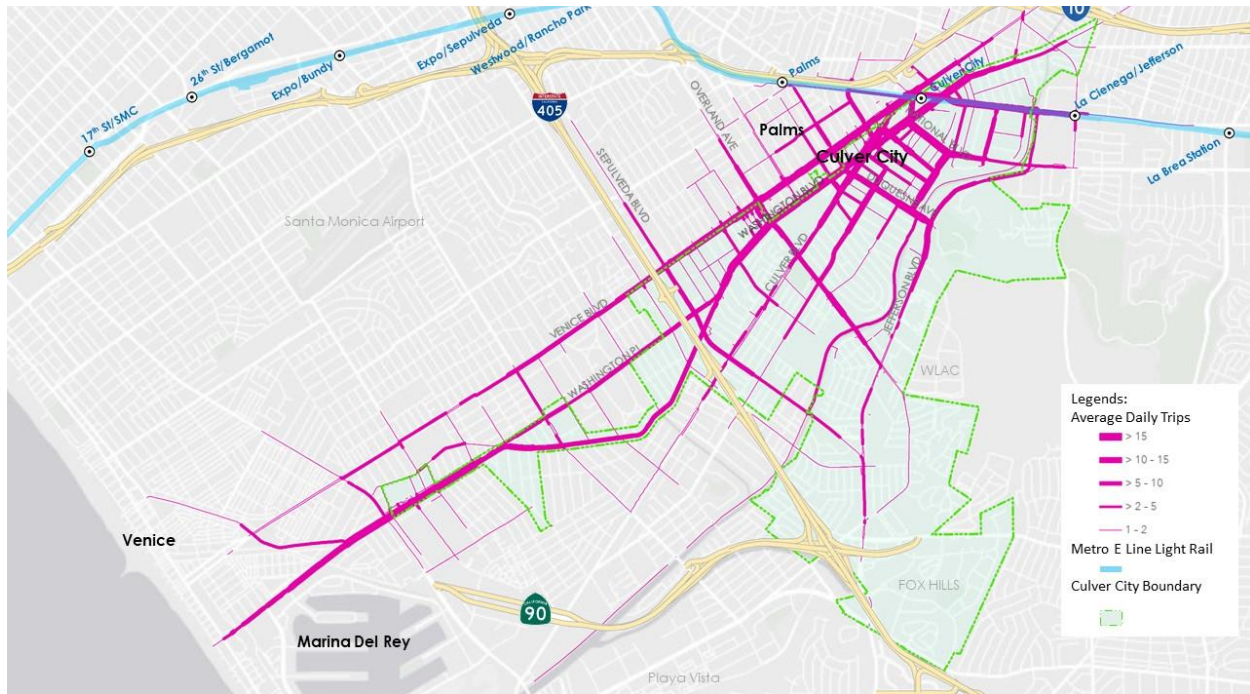 10
Expo/Sepulveda
Westwood/Rancho Park
26th St/Bergamot
Expo/Bundy
17th St/SMC
INTERSTATE
CALIFORNIA
405
Palms
Culver City
La Cienega/Jefferson
La Brea Station
OVERLAND AVE
Palms
Culver City
SEPULVEDA BLVD
Santa Monica Airport
WASHINGTON BLVD
CULVER BLVD
JEFFERSON BLVD
VENICE BLVD
WASHINGTON PL
WLAC
Legends:
Average Daily Trips
> 15
> 10 - 15
> 5 - 10
> 2 - 5
1 - 2
Metro E Line Light Rail
Culver City Boundary
Venice
FOX HILLS
90
Marina Del Rey
Playa Vista